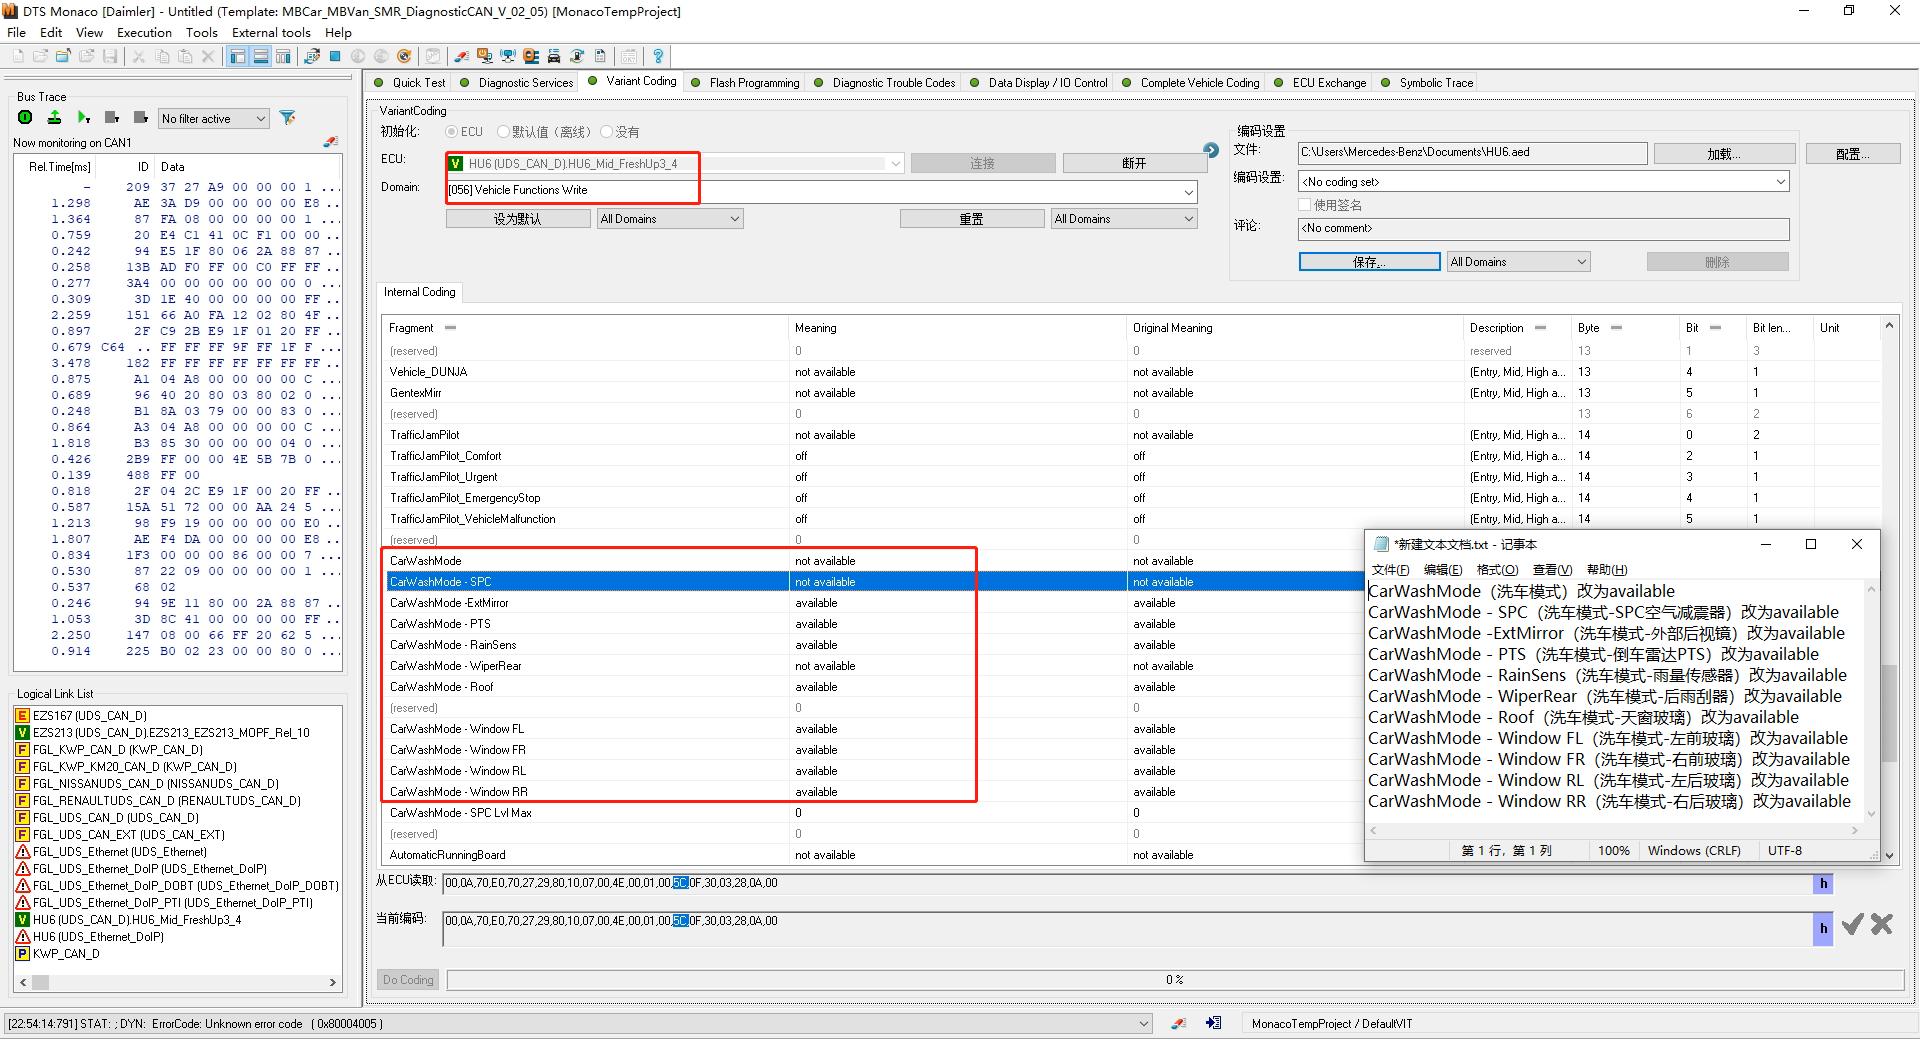 DTS Monaco [Daimler] - Untitled (Template: MBCar_MBVan_SMR_DiagnosticCAN_V_02_05) [MonacoTempProject]
File Edit View Execution Tools External tools Help
Bus Trace
No filter active
Now monitoring on CAN1
Rel.Time[ms] ID Data
- 209 37 27 A9 00 00 00 1 ...
1.298 AE 3A D9 00 00 00 00 E8 ..
1.364 87 FA 08 00 00 00 00 1 ...
0.759 20 E4 C1 41 0C F1 00 00 ..
0.242 94 E5 1F 80 06 2A 88 87 ..
0.258 13B AD F0 FF 00 C0 FF FF ..
0.277 3A4 00 00 00 00 00 00 0 ...
0.309 3D 1E 40 00 00 00 00 FF ..
2.259 151 66 A0 FA 12 02 80 4F ..
0.897 2F C9 2B E9 1F 01 20 FF ..
0.679 C64 .. FF FF FF 9F FF 1F F ...
3.478 182 FF FF FF FF FF FF FF ..
0.875 A1 04 A8 00 00 00 00 C ...
0.689 96 40 20 80 03 80 02 0 ...
0.248 B1 8A 03 79 00 00 83 0 ...
0.864 A3 04 A8 00 00 00 00 C ...
1.818 B3 85 30 00 00 00 04 0 ...
0.426 2B9 FF 00 00 4E 5B 7B 0 ...
0.139 488 FF 00
0.818 2F 04 2C E9 1F 00 20 FF ..
0.587 15A 51 72 00 00 AA 24 5 ...
1.213 98 F9 19 00 00 00 00 E0 ..
1.807 AE F4 DA 00 00 00 00 E8 ..
0.834 1F3 00 00 00 86 00 00 7 ...
0.530 87 22 09 00 00 00 00 1 ...
0.537 68 02
0.246 94 9E 11 80 00 2A 88 87 ..
1.053 3D 8C 41 00 00 00 00 FF ..
2.250 147 08 00 66 FF 20 62 5 ...
0.914 225 B0 02 23 00 00 80 0 ...
Logical Link List
E EZS167 (UDS_CAN_D)
V EZS213 (UDS_CAN_D).EZS213_EZS213_MOPF_Rel_10
F FGL_KWP_CAN_D (KWP_CAN_D)
F FGL_KWP_KM20_CAN_D (KWP_CAN_D)
F FGL_NISSANUDS_CAN_D (NISSANUDS_CAN_D)
F FGL_RENAULTUDS_CAN_D (RENAULTUDS_CAN_D)
F FGL_UDS_CAN_D (UDS_CAN_D)
F FGL_UDS_CAN_EXT (UDS_CAN_EXT)
FGL_UDS_Ethernet (UDS_Ethernet)
FGL_UDS_Ethernet_DoIP (UDS_Ethernet_DoIP)
FGL_UDS_Ethernet_DoIP_DOBT (UDS_Ethernet_DoIP_DOBT)
FGL_UDS_Ethernet_DoIP_PTI (UDS_Ethernet_DoIP_PTI)
V HU6 (UDS_CAN_D).HU6_Mid_FreshUp3_4
HU6 (UDS_Ethernet_DoIP)
P KWP_CAN_D
Quick Test Diagnostic Services Variant Coding Flash Programming Diagnostic Trouble Codes Data Display / IO Control Complete Vehicle Coding ECU Exchange Symbolic Trace
VariantCoding
初始化: ECU 默认值（离线） 没有
ECU: V HU6 (UDS_CAN_D).HU6_Mid_FreshUp3_4 连接 断开
Domain: [056] Vehicle Functions Write
设为默认 All Domains 重置 All Domains
编码设置
文件: C:\Users\Mercedes-Benz\Documents\HU6.aed 加载... 配置...
编码设置: <No coding set>
使用签名
评论: <No comment>
保存... All Domains 删除
Internal Coding
Fragment Meaning Original Meaning Description Byte Bit Bit len... Unit
(reserved) 0 0 reserved 13 1 3
Vehicle_DUNJA not available not available (Entry, Mid, High a... 13 4 1
GentexMirr not available not available (Entry, Mid, High a... 13 5 1
(reserved) 0 0 13 6 2
TrafficJamPilot not available not available (Entry, Mid, High a... 14 0 2
TrafficJamPilot_Comfort off off (Entry, Mid, High a... 14 2 1
TrafficJamPilot_Urgent off off (Entry, Mid, High a... 14 3 1
TrafficJamPilot_EmergencyStop off off (Entry, Mid, High a... 14 4 1
TrafficJamPilot_VehicleMalfunction off off (Entry, Mid, High a... 14 5 1
(reserved) 0 0
CarWashMode not available not available
CarWashMode - SPC not available not available
CarWashMode -ExtMirror available available
CarWashMode - PTS available available
CarWashMode - RainSens available available
CarWashMode - WiperRear not available not available
CarWashMode - Roof available available
(reserved) 0 0
CarWashMode - Window FL available available
CarWashMode - Window FR available available
CarWashMode - Window RL available available
CarWashMode - Window RR available available
CarWashMode - SPC Lvl Max 0 0
(reserved) 0 0
AutomaticRunningBoard not available not available
*新建文本文档.txt - 记事本
文件(F) 编辑(E) 格式(O) 查看(V) 帮助(H)
CarWashMode（洗车模式）改为available
CarWashMode - SPC（洗车模式-SPC空气减震器）改为available
CarWashMode -ExtMirror（洗车模式-外部后视镜）改为available
CarWashMode - PTS（洗车模式-倒车雷达PTS）改为available
CarWashMode - RainSens（洗车模式-雨量传感器）改为available
CarWashMode - WiperRear（洗车模式-后雨刮器）改为available
CarWashMode - Roof（洗车模式-天窗玻璃）改为available
CarWashMode - Window FL（洗车模式-左前玻璃）改为available
CarWashMode - Window FR（洗车模式-右前玻璃）改为available
CarWashMode - Window RL（洗车模式-左后玻璃）改为available
CarWashMode - Window RR（洗车模式-右后玻璃）改为available
第 1 行，第 1 列 100% Windows (CRLF) UTF-8
从ECU读取: 00,0A,70,E0,70,27,29,80,10,07,00,4E,00,01,00,5C,0F,30,03,28,0A,00 h
当前编码: 00,0A,70,E0,70,27,29,80,10,07,00,4E,00,01,00,5C,0F,30,03,28,0A,00 h
Do Coding 0 %
[22:54:14:791] STAT: ; DYN: ErrorCode: Unknown error code ( 0x80004005 ) MonacoTempProject / DefaultVIT